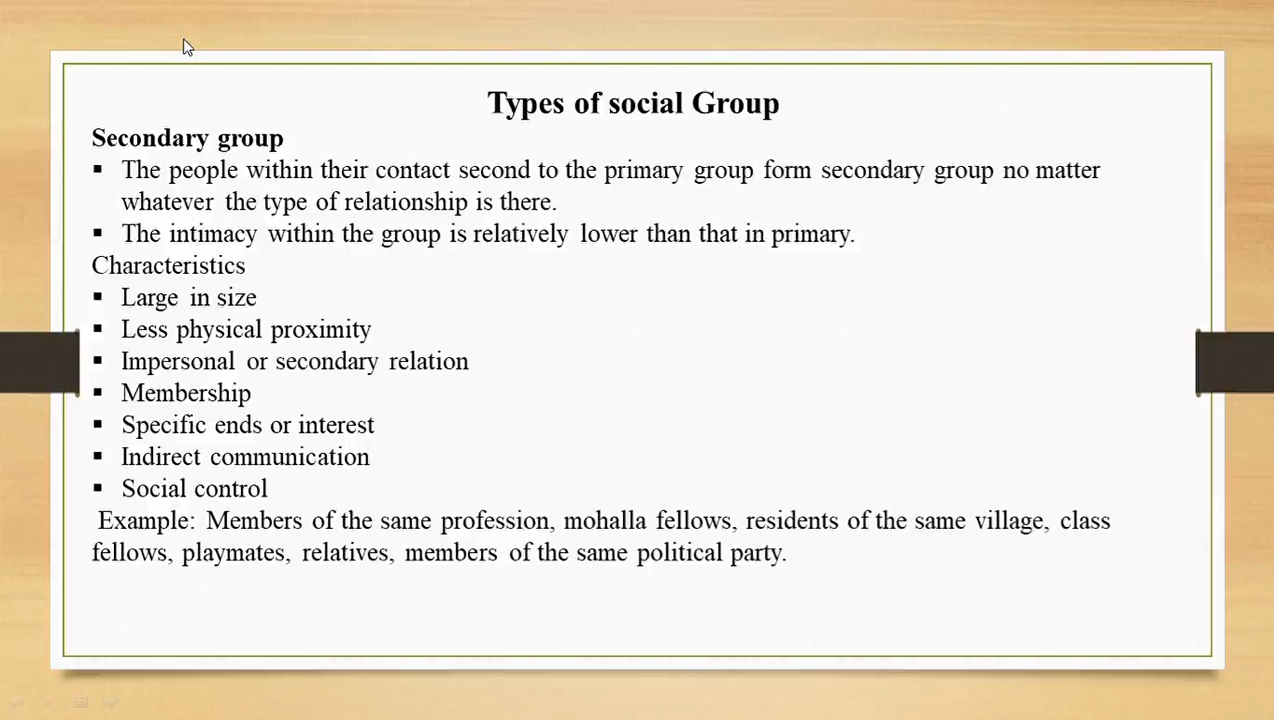 Types of social Group
Secondary group
▪ The people within their contact second to the primary group form secondary group no matter
whatever the type of relationship is there.
▪ The intimacy within the group is relatively lower than that in primary.
Characteristics
▪ Large in size
▪ Less physical proximity
▪ Impersonal or secondary relation
▪ Membership
▪ Specific ends or interest
▪ Indirect communication
▪ Social control
Example: Members of the same profession, mohalla fellows, residents of the same village, class
fellows, playmates, relatives, members of the same political party.